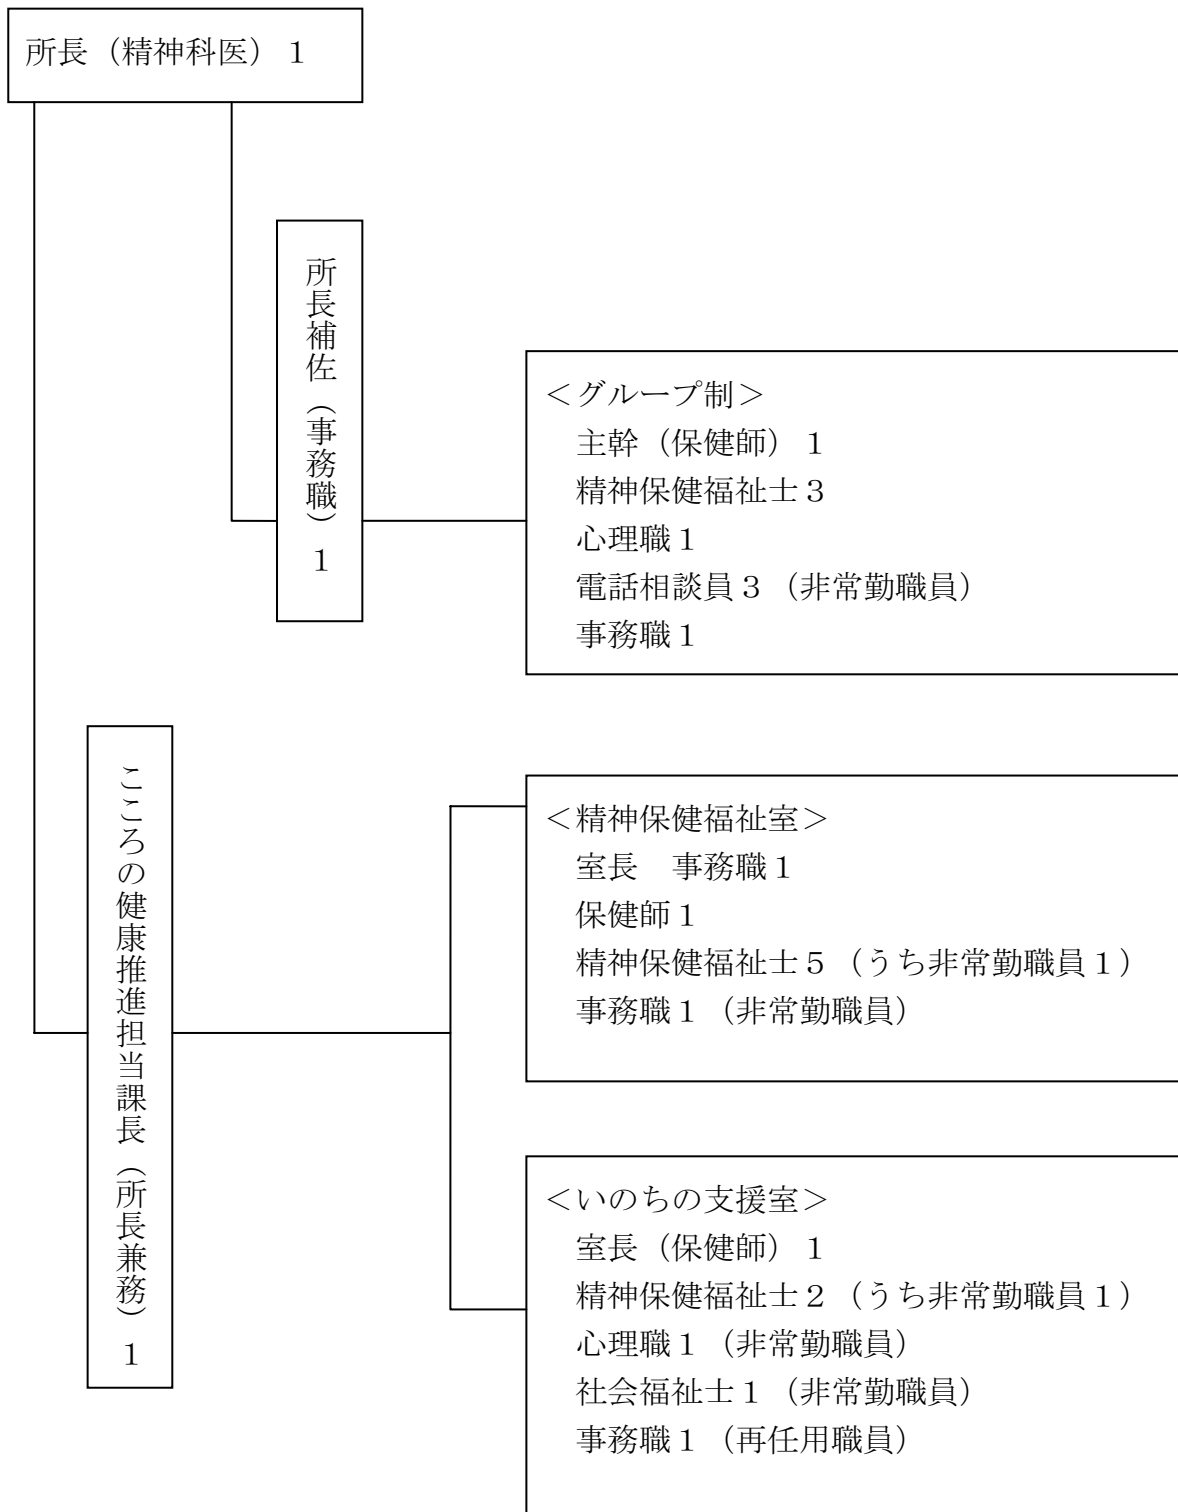 所長（精神科医）１
所長補佐（事務職）１
＜グループ制＞
主幹（保健師）１
精神保健福祉士３
心理職１
電話相談員３（非常勤職員）
事務職１
こころの健康推進担当課長（所長兼務）１
＜精神保健福祉室＞
室長　事務職１
保健師１
精神保健福祉士５（うち非常勤職員１）
事務職１（非常勤職員）
＜いのちの支援室＞
室長（保健師）１
精神保健福祉士２（うち非常勤職員１）
心理職１（非常勤職員）
社会福祉士１（非常勤職員）
事務職１（再任用職員）